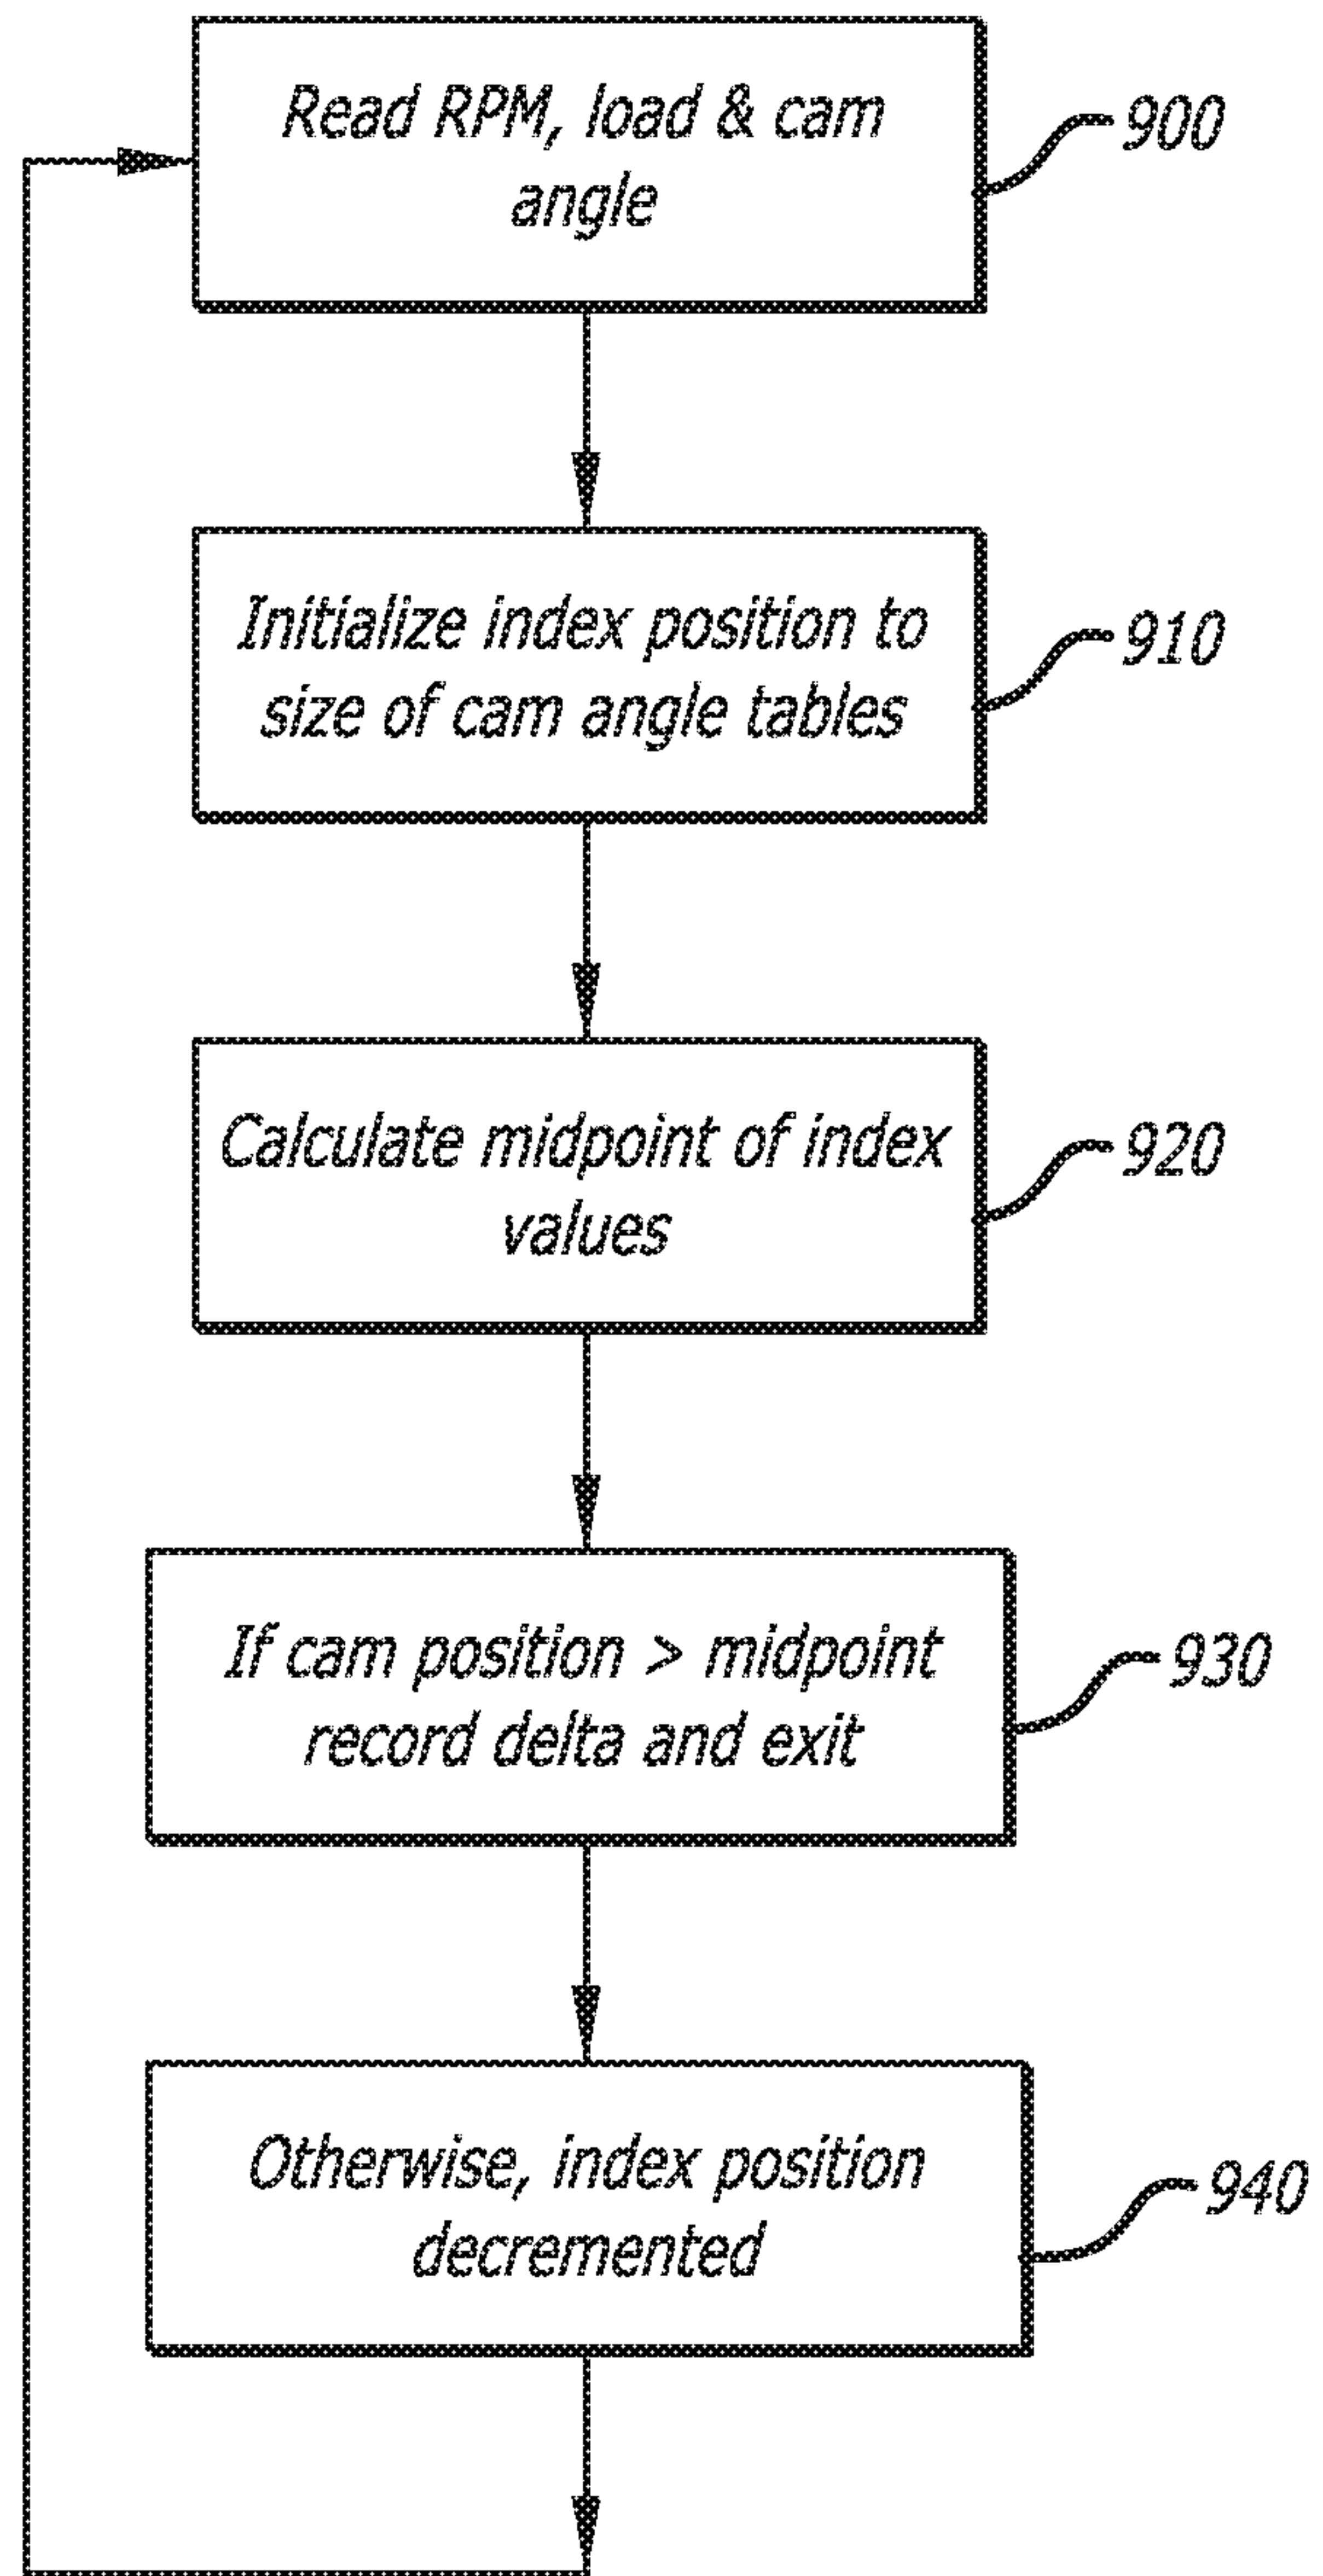 Read RPM, load & cam
angle
900
Initialize index position to
size of cam angle tables
910
Calculate midpoint of index
values
920
If cam position > midpoint
record delta and exit
930
Otherwise, index position
decremented
940